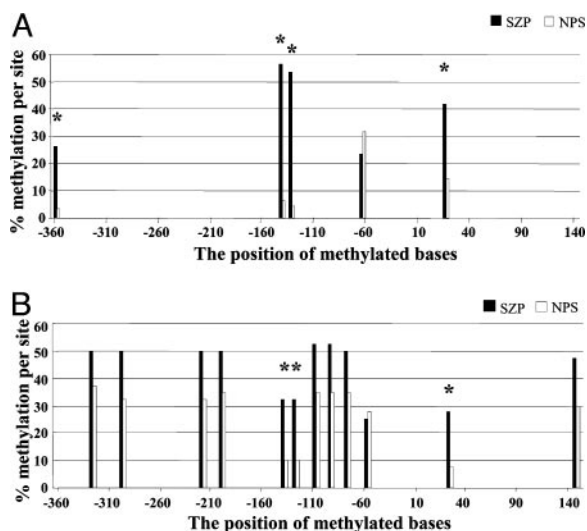 A
SZP NPS
% methylation per site
60
50
40
30
20
10
0
-360 -310 -260 -210 -160 -110 -60 -10 40 90 140
The position of methylated bases
* * * *
B
SZP NPS
% methylation per site
60
50
40
30
20
10
0
-360 -310 -260 -210 -160 -110 -60 -10 40 90 140
The position of methylated bases
** *